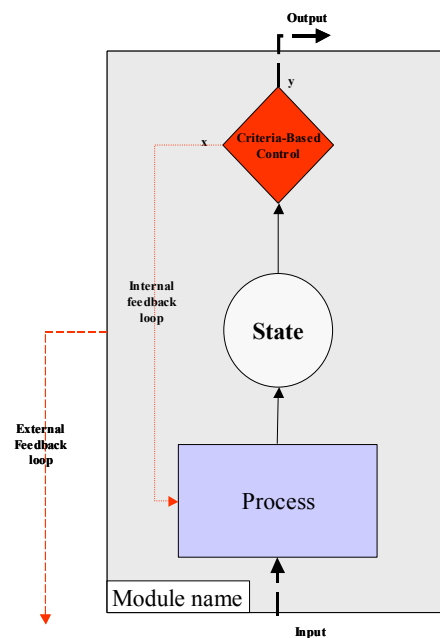 Output
y
x
Criteria-Based
Control
Internal
feedback
loop
State
External
Feedback
loop
Process
Module name
Input